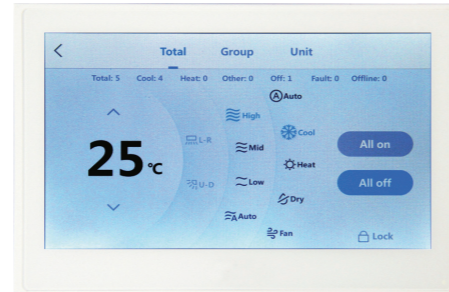 Total Group Unit
Total: 5 Cool: 4 Heat: 0 Other: 0 Off: 1 Fault: 0 Offline: 0
A Auto
High
Cool
L-R
Mid
All on
25°C
Heat
U-D
Low
All off
Dry
A Auto
Fan
Lock